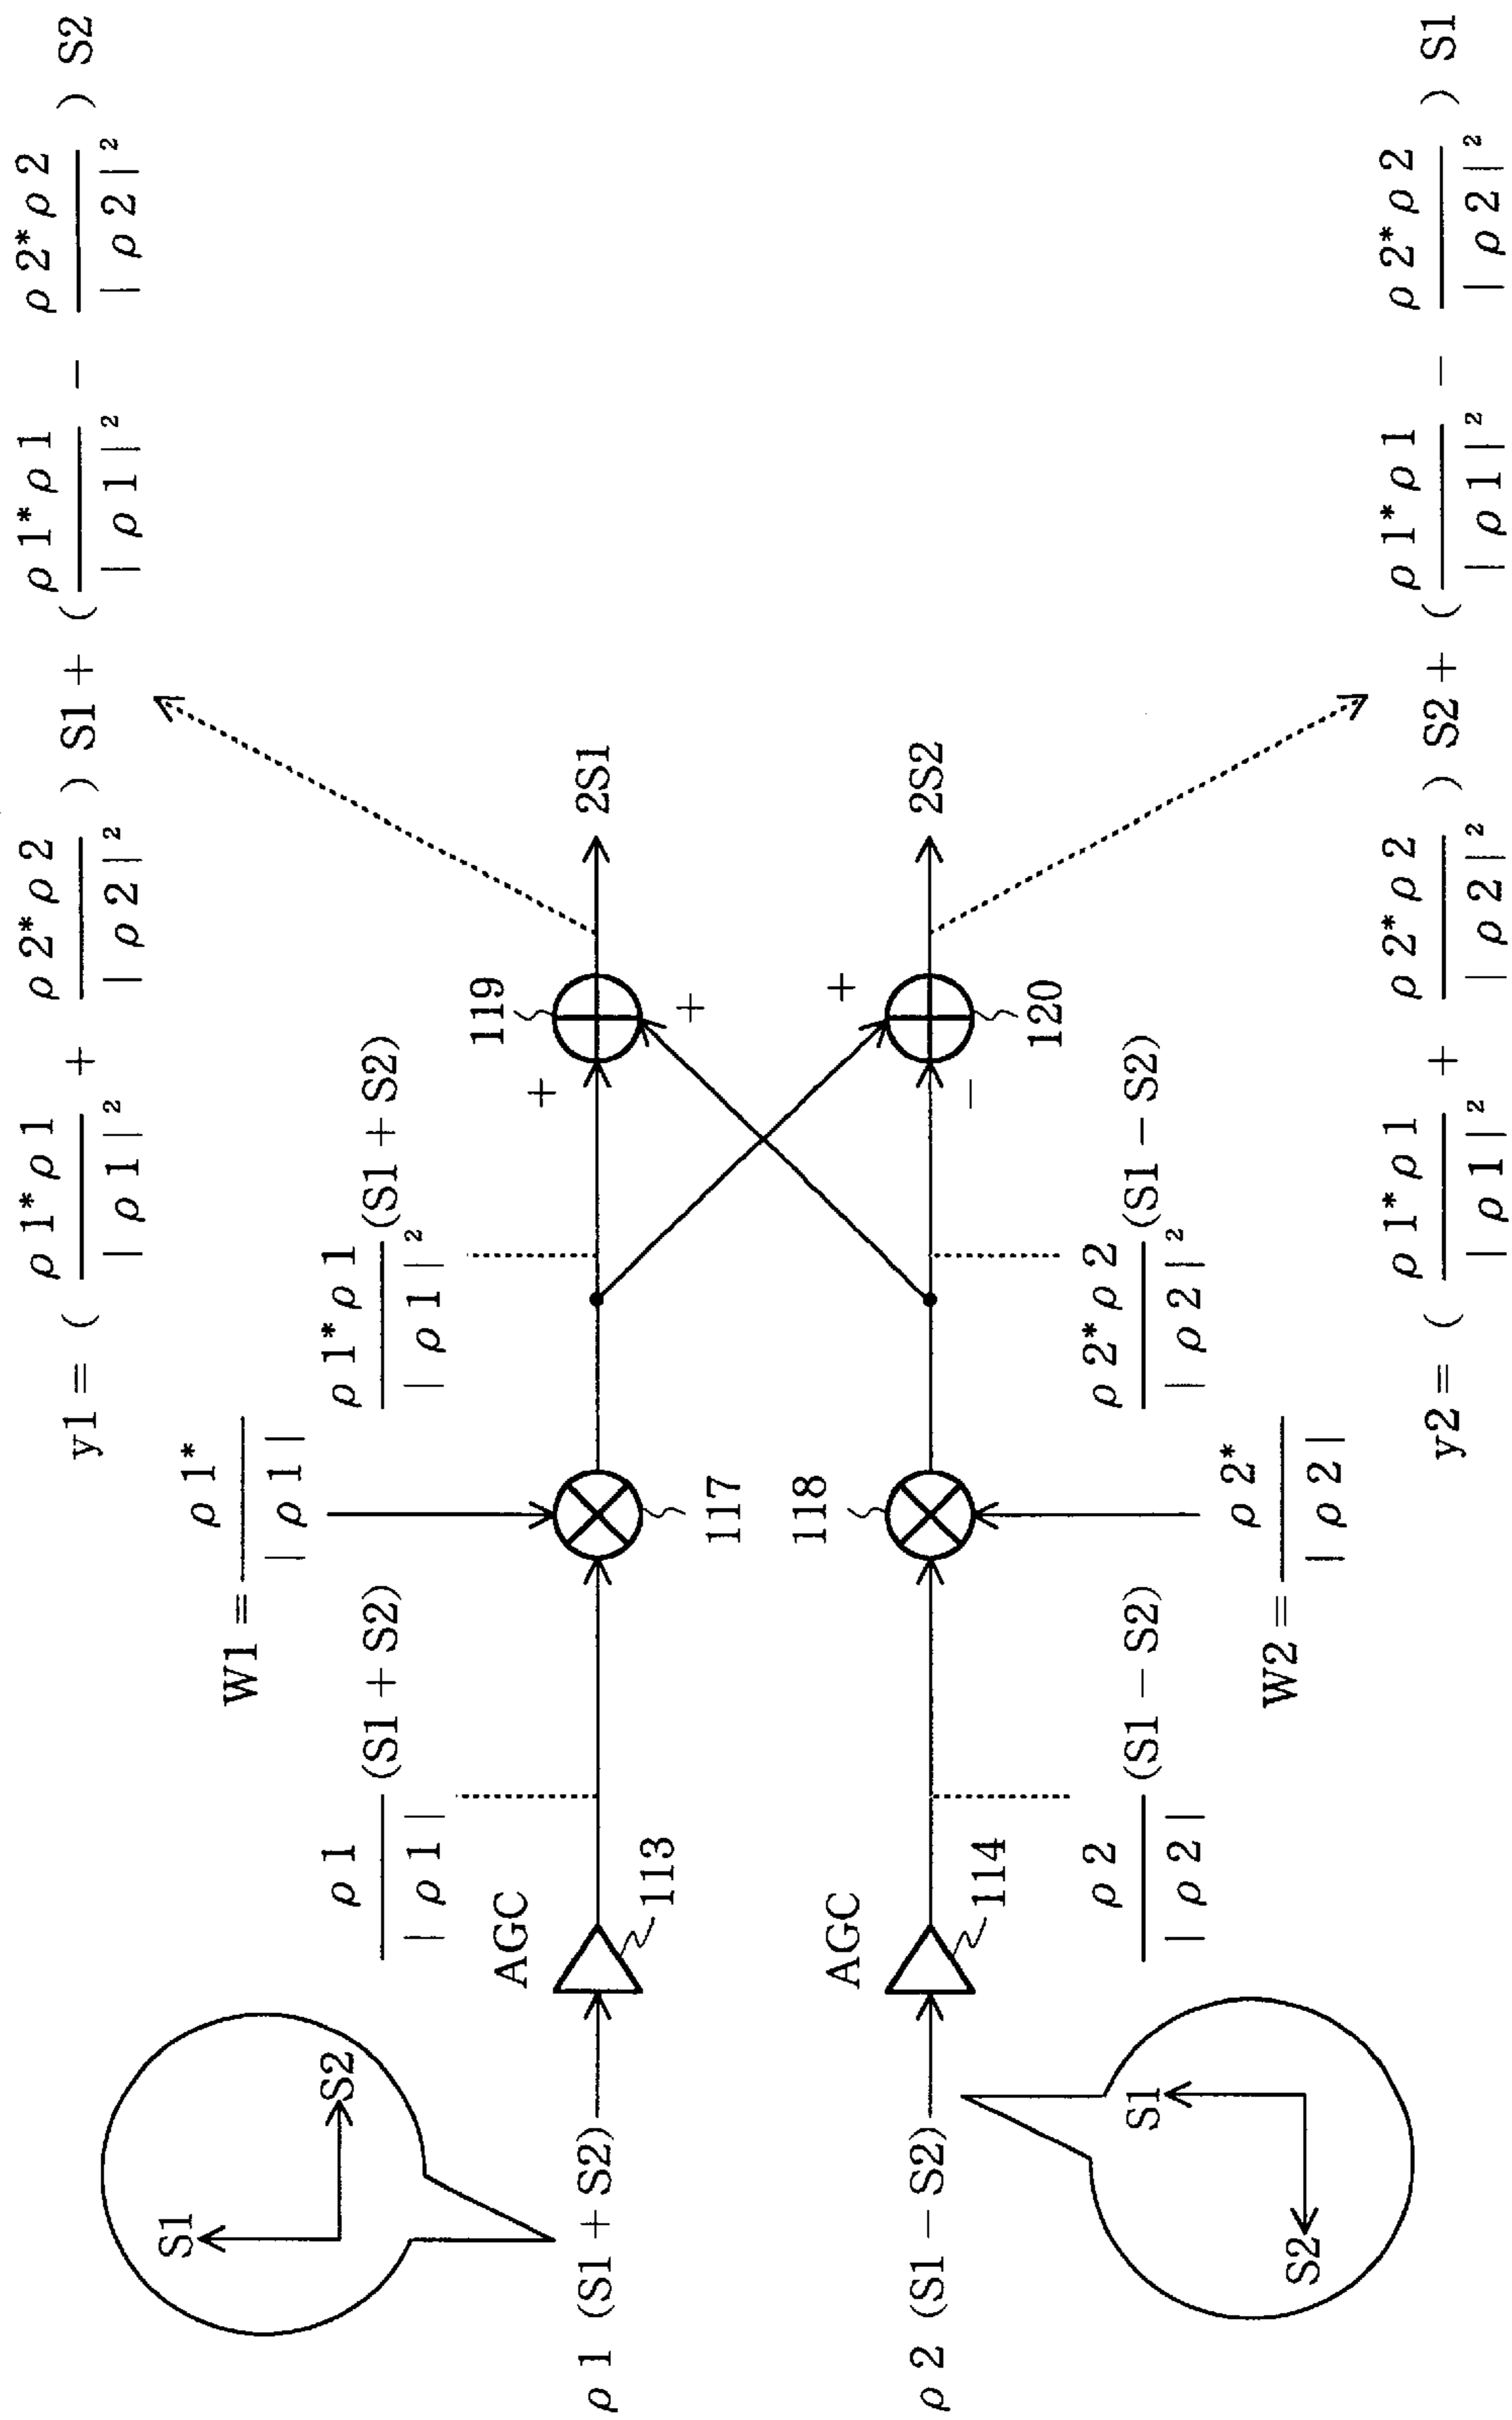 y1 = ( ρ1*ρ1 / |ρ1|² + ρ2*ρ2 / |ρ2|² ) S1 + ( ρ1*ρ1 / |ρ1|² − ρ2*ρ2 / |ρ2|² ) S2
W1 = ρ1* / |ρ1|
S1
S2
ρ1 / |ρ1| (S1 + S2)
ρ1*ρ1 / |ρ1|² (S1 + S2)
AGC
119
+
ρ1 (S1 + S2)
2S1
113
117
+
118
+
AGC
ρ2 (S1 − S2)
2S2
114
−
120
ρ2 / |ρ2| (S1 − S2)
ρ2*ρ2 / |ρ2|² (S1 − S2)
S1
S2
W2 = ρ2* / |ρ2|
y2 = ( ρ1*ρ1 / |ρ1|² + ρ2*ρ2 / |ρ2|² ) S2 + ( ρ1*ρ1 / |ρ1|² − ρ2*ρ2 / |ρ2|² ) S1